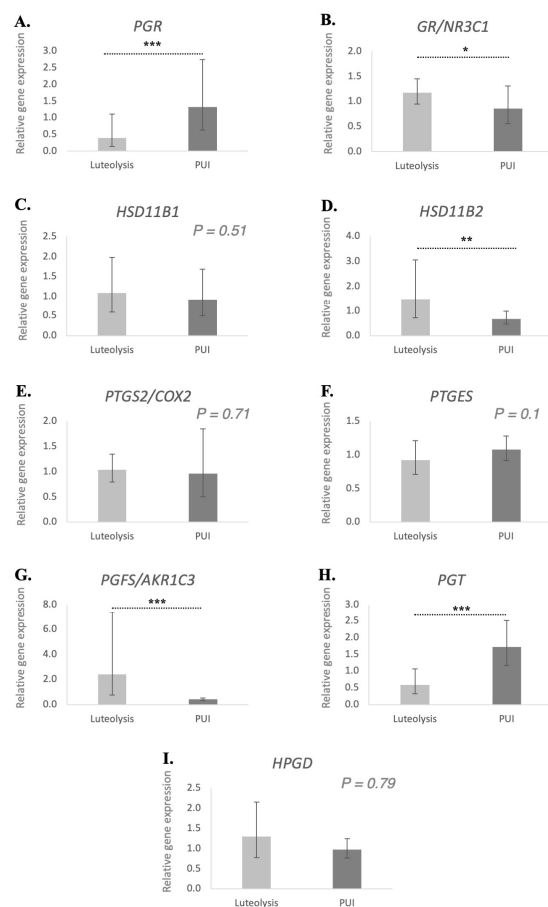 A.
PGR
***
Relative gene expression
3.0
2.5
2.0
1.5
1.0
0.5
0.0
Luteolysis PUI
B.
GR/NR3C1
*
Relative gene expression
2.0
1.5
1.0
0.5
0.0
Luteolysis PUI
C.
HSD11B1
P = 0.51
Relative gene expression
2.5
2.0
1.5
1.0
0.5
0.0
Luteolysis PUI
D.
HSD11B2
**
Relative gene expression
4.0
3.0
2.0
1.0
0.0
Luteolysis PUI
E.
PTGS2/COX2
P = 0.71
Relative gene expression
2.0
1.5
1.0
0.5
0.0
Luteolysis PUI
F.
PTGES
P = 0.1
Relative gene expression
1.5
1.0
0.5
0.0
Luteolysis PUI
G.
PGFS/AKR1C3
***
Relative gene expression
8.0
6.0
4.0
2.0
0.0
Luteolysis PUI
H.
PGT
***
Relative gene expression
3.0
2.5
2.0
1.5
1.0
0.5
0.0
Luteolysis PUI
I.
HPGD
P = 0.79
Relative gene expression
2.5
2.0
1.5
1.0
0.5
0.0
Luteolysis PUI